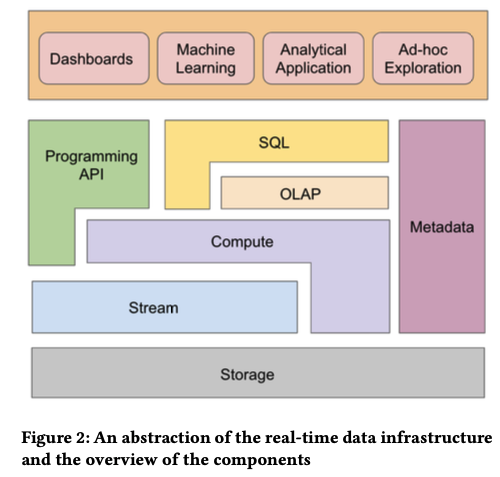 Dashboards
Machine
Learning
Analytical
Application
Ad-hoc
Exploration
Programming
API
SQL
OLAP
Metadata
Compute
Stream
Storage
Figure 2: An abstraction of the real-time data infrastructure
and the overview of the components